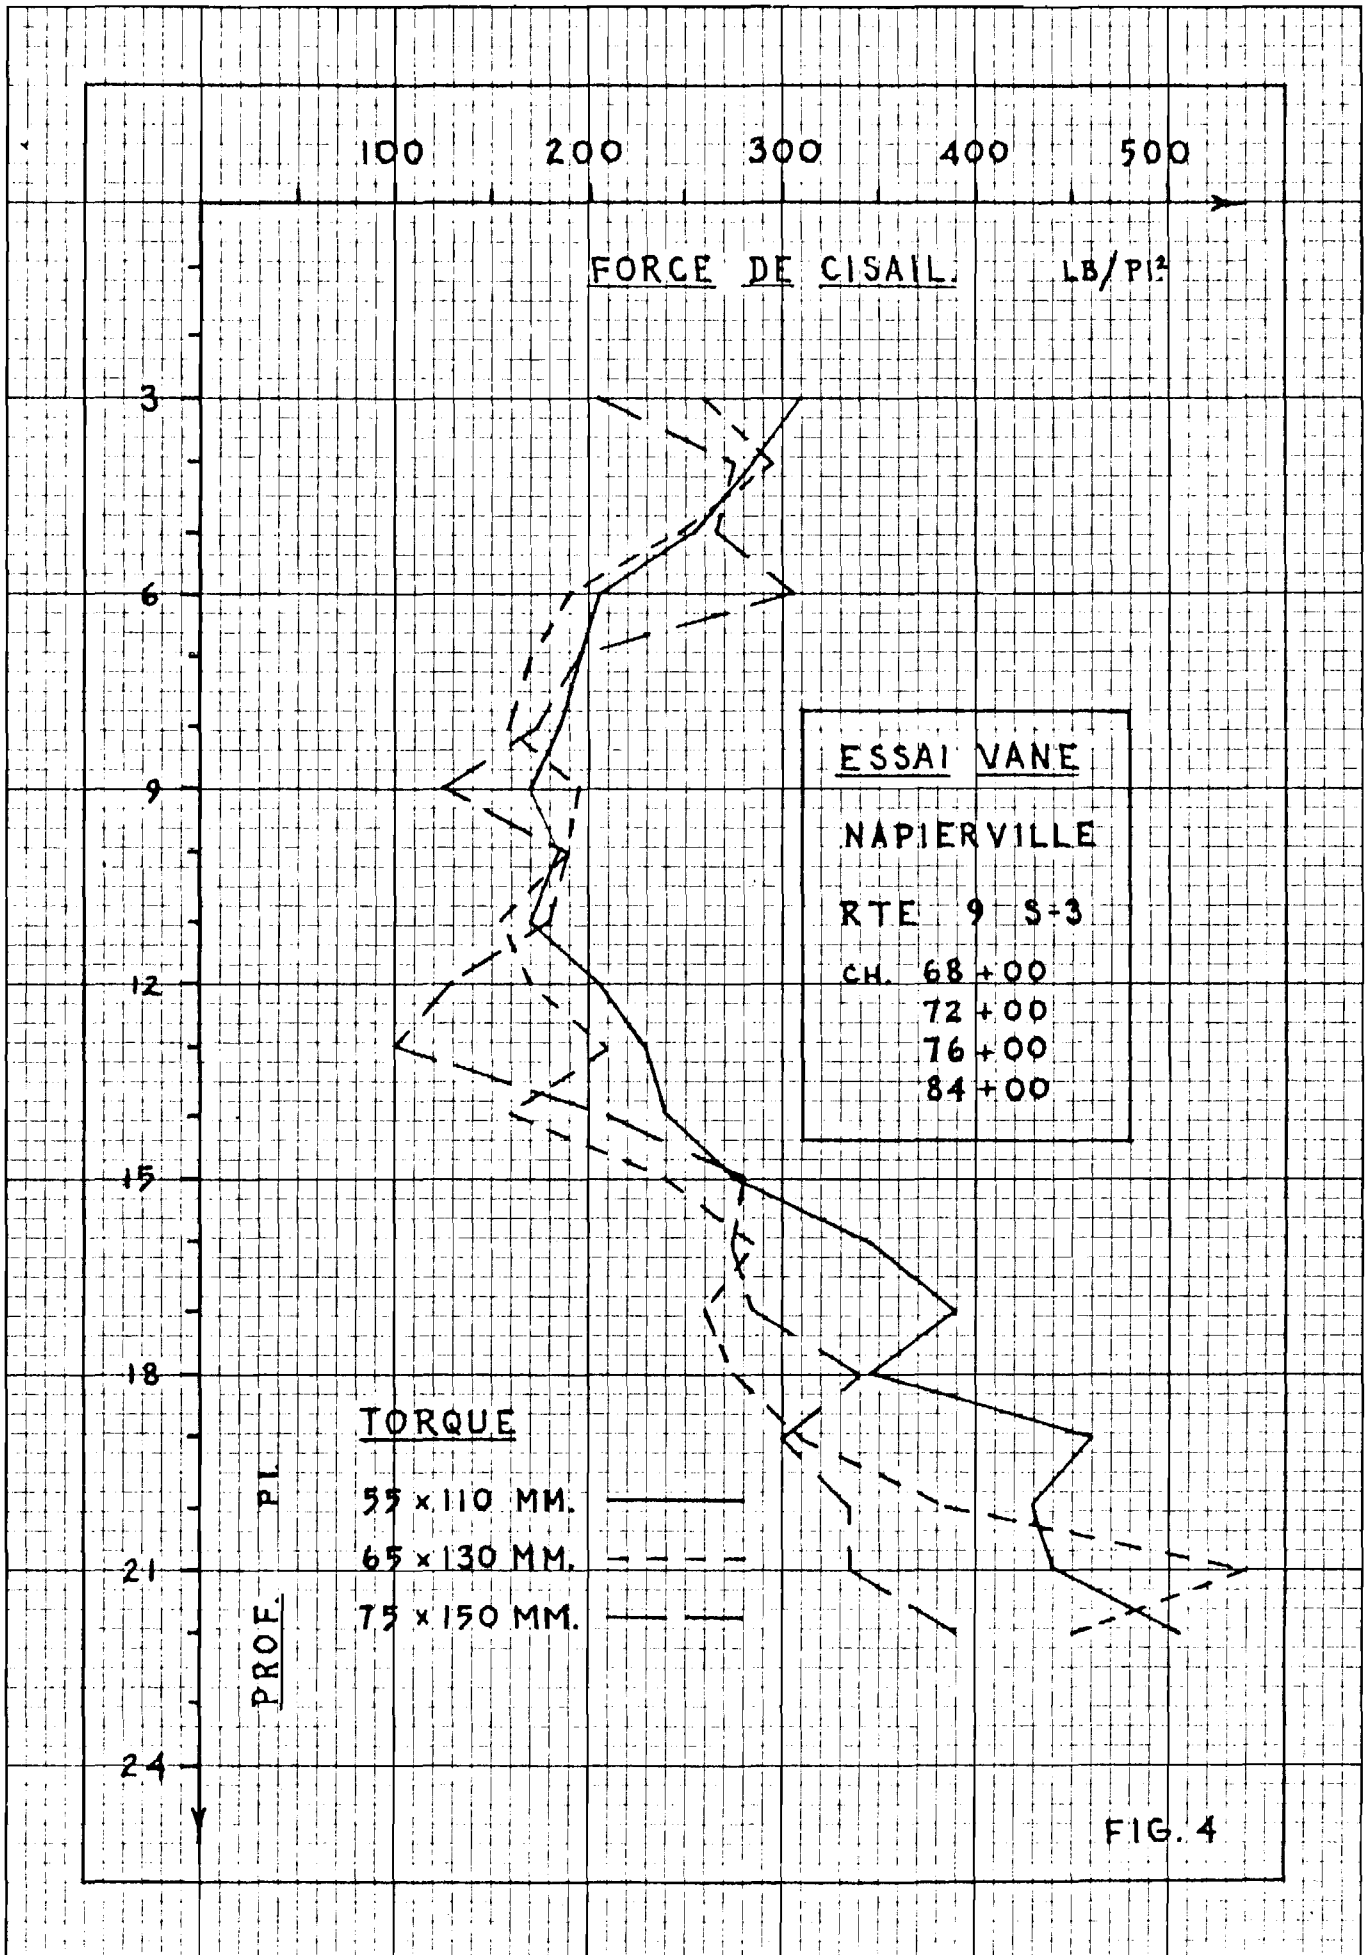 100 200 300 400 500
FORCE DE CISAIL. LB/PI²
3
6
9
12
15
18
21
24
ESSAI VANE
NAPIERVILLE
RTE 9 S-3
CH. 68+00
72+00
76+00
84+00
TORQUE
55 x 110 MM.
65 x 130 MM.
75 x 150 MM.
PROF. PI.
FIG. 4